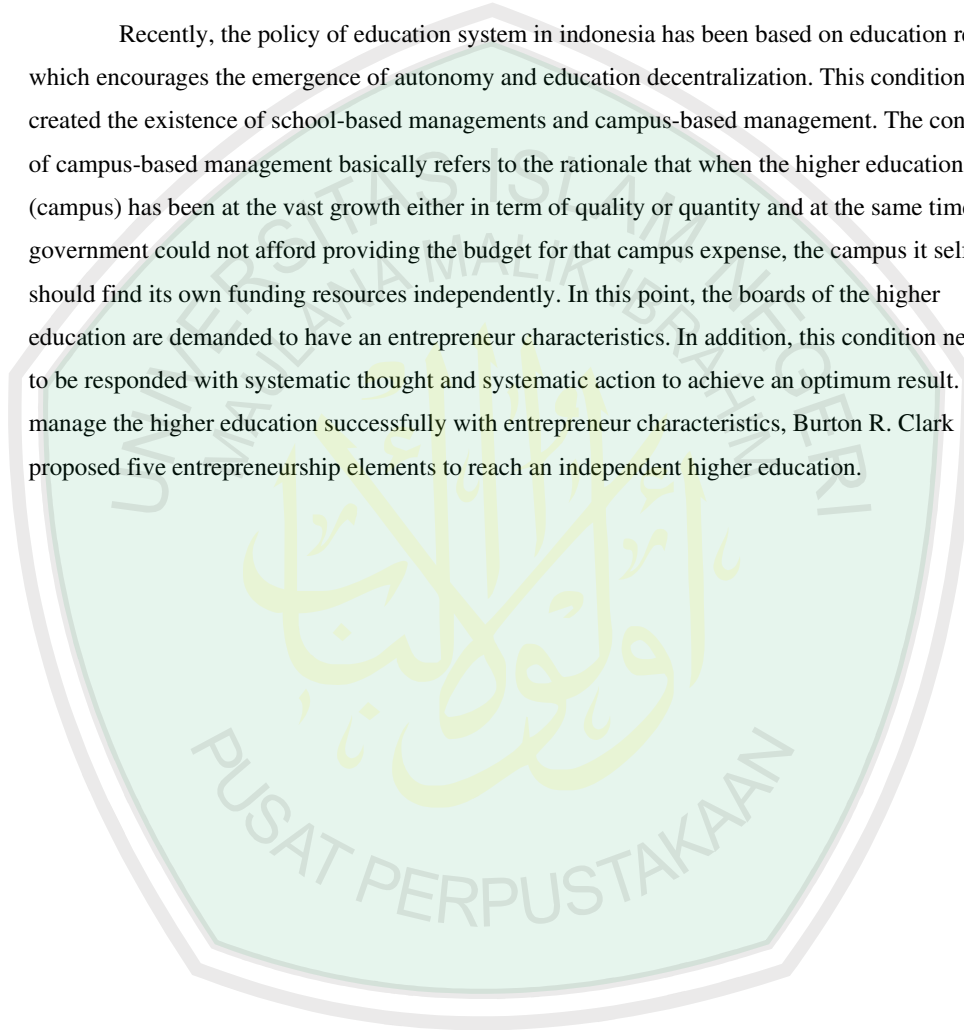 Recently, the policy of education system in indonesia has been based on education
which encourages the emergence of autonomy and education decentralization. This condition
created the existence of school-based managements and campus-based management. The
of campus-based management basically refers to the rationale that when the higher education
(campus) has been at the vast growth either in term of quality or quantity and at the same
government could not afford providing the budget for that campus expense, the campus it self
should find its own funding resources independently. In this point, the boards of the higher
education are demanded to have an entrepreneur characteristics. In addition, this condition
to be responded with systematic thought and systematic action to achieve an optimum result.
manage the higher education successfully with entrepreneur characteristics, Burton R. Clark
proposed five entrepreneurship elements to reach an independent higher education.
UNIVERSITAS ISLAM NEGERI
MAULANA MALIK IBRAHIM
PUSAT PERPUSTAKAAN